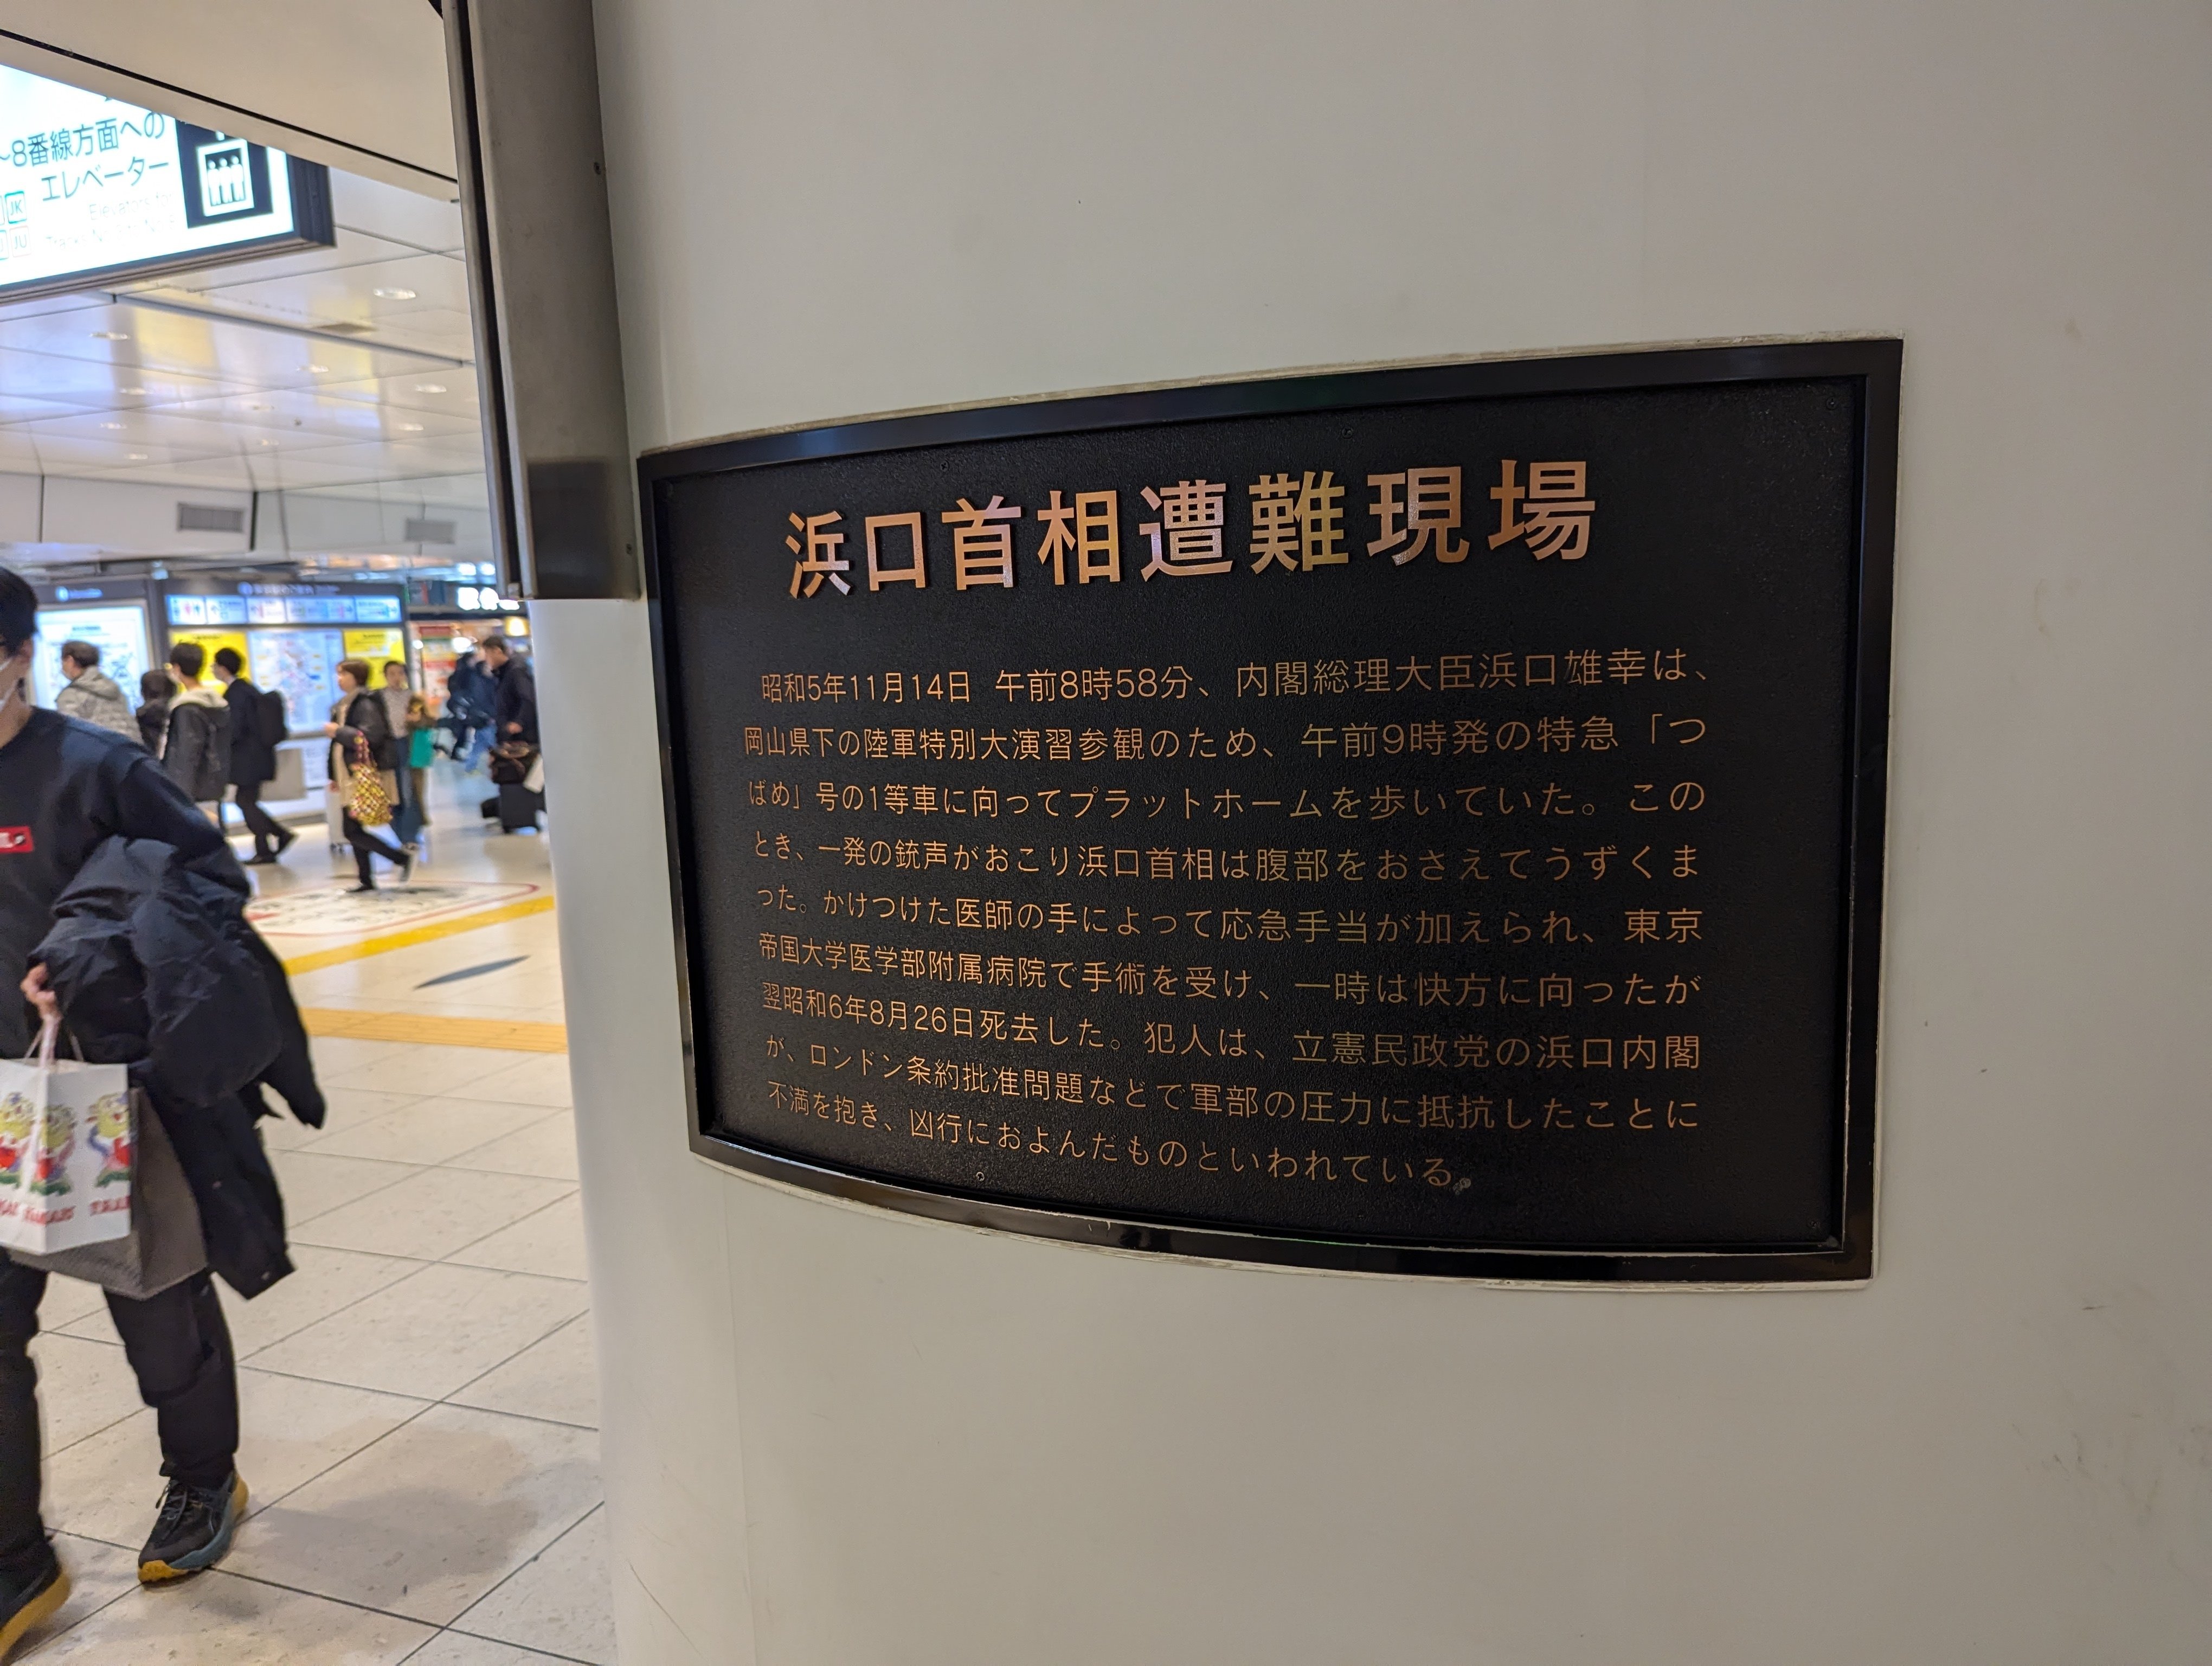 ~8番線方面への
エレベーター
JK
JU
浜口首相遭難現場
昭和5年11月14日 午前8時58分、内閣総理大臣浜口雄幸は、
岡山県下の陸軍特別大演習参観のため、午前9時発の特急「つ
ばめ」号の1等車に向ってプラットホームを歩いていた。この
とき、一発の銃声がおこり浜口首相は腹部をおさえてうずくま
った。かけつけた医師の手によって応急手当が加えられ、東京
帝国大学医学部附属病院で手術を受け、一時は快方に向ったが
翌昭和6年8月26日死去した。犯人は、立憲民政党の浜口内閣
が、ロンドン条約批准問題などで軍部の圧力に抵抗したことに
不満を抱き、凶行におよんだものといわれている。